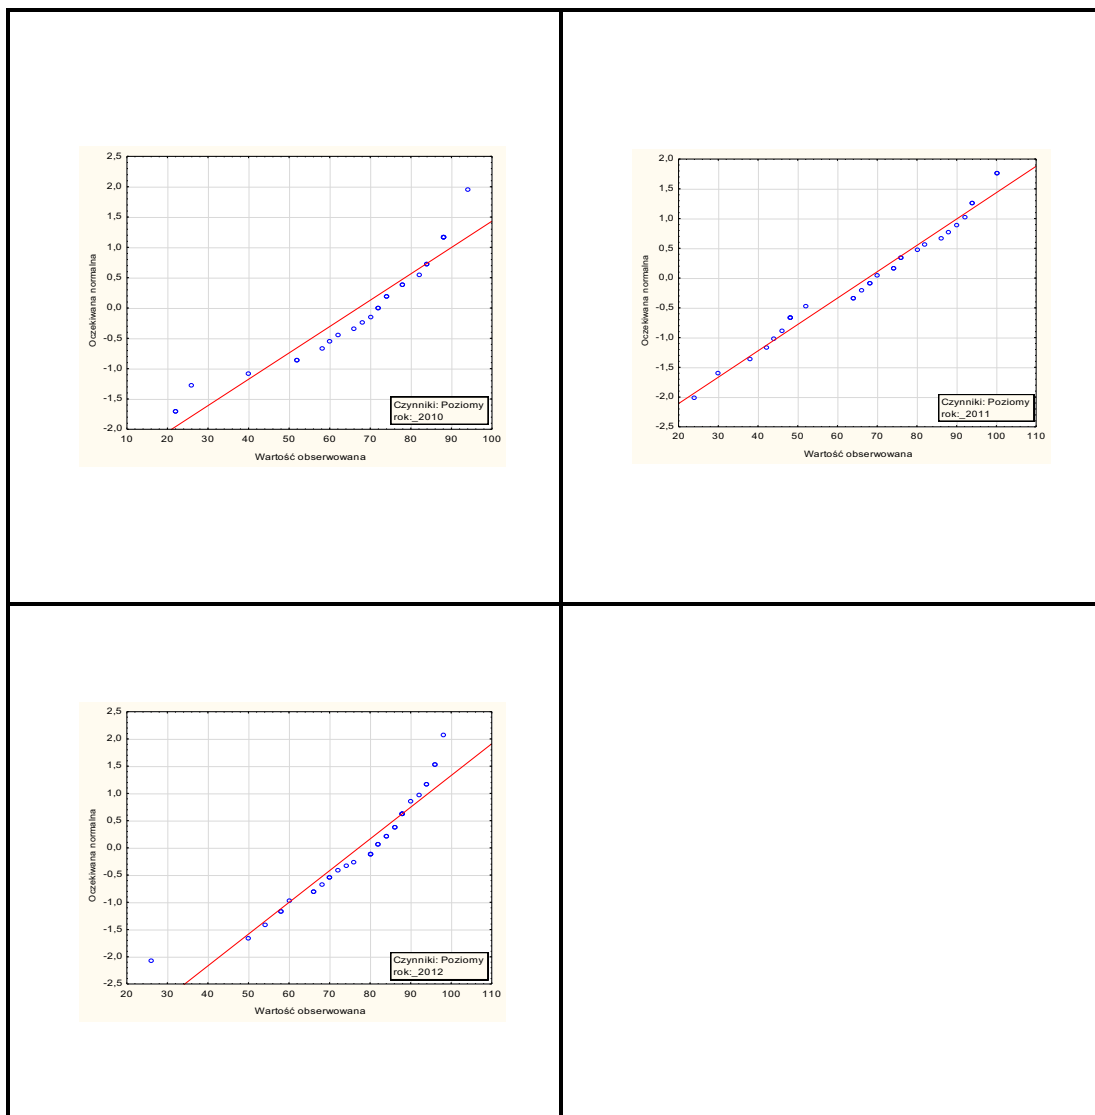 2,5
2,0
1,5
1,0
0,5
0,0
-0,5
-1,0
-1,5
-2,0
Oczekiwana normalna
10 20 30 40 50 60 70 80 90 100
Wartość obserwowana
Czynniki: Poziomy
rok:_2010
2,0
1,5
1,0
0,5
0,0
-0,5
-1,0
-1,5
-2,0
-2,5
Oczekiwana normalna
20 30 40 50 60 70 80 90 100 110
Wartość obserwowana
Czynniki: Poziomy
rok:_2011
2,5
2,0
1,5
1,0
0,5
0,0
-0,5
-1,0
-1,5
-2,0
-2,5
Oczekiwana normalna
20 30 40 50 60 70 80 90 100 110
Wartość obserwowana
Czynniki: Poziomy
rok:_2012